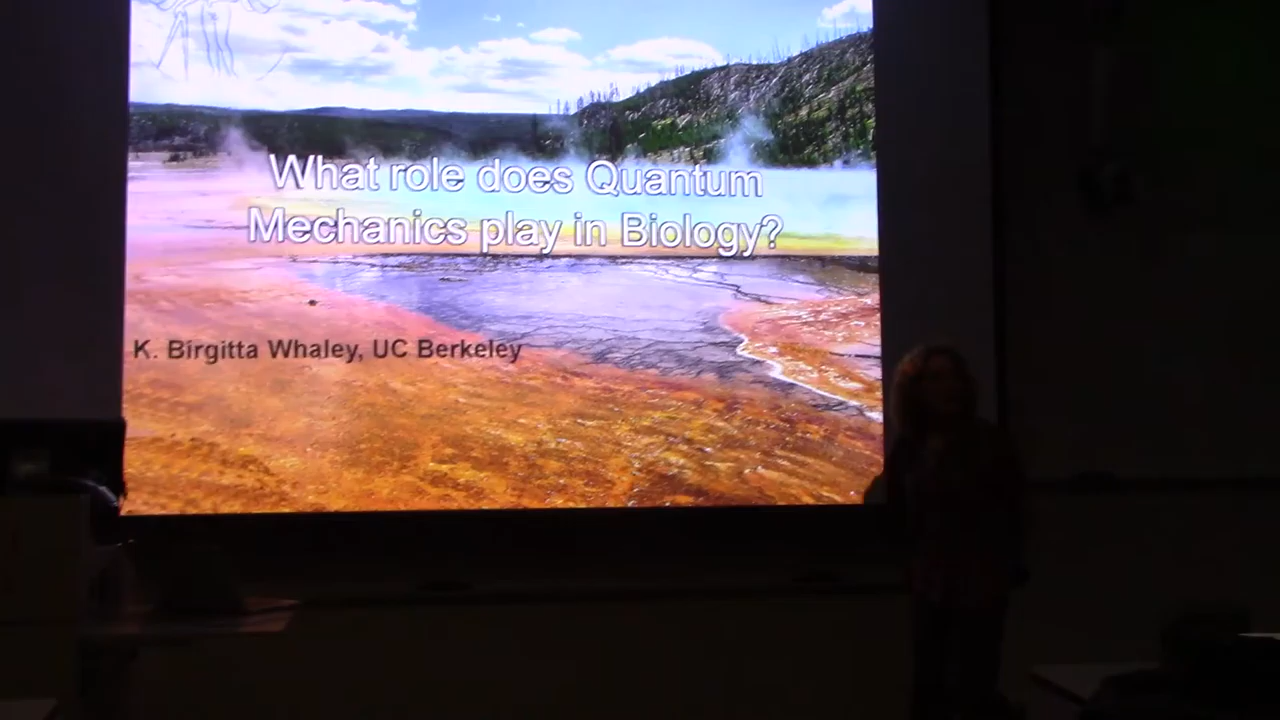 What role does Quantum
Mechanics play in Biology?
K. Birgitta Whaley, UC Berkeley